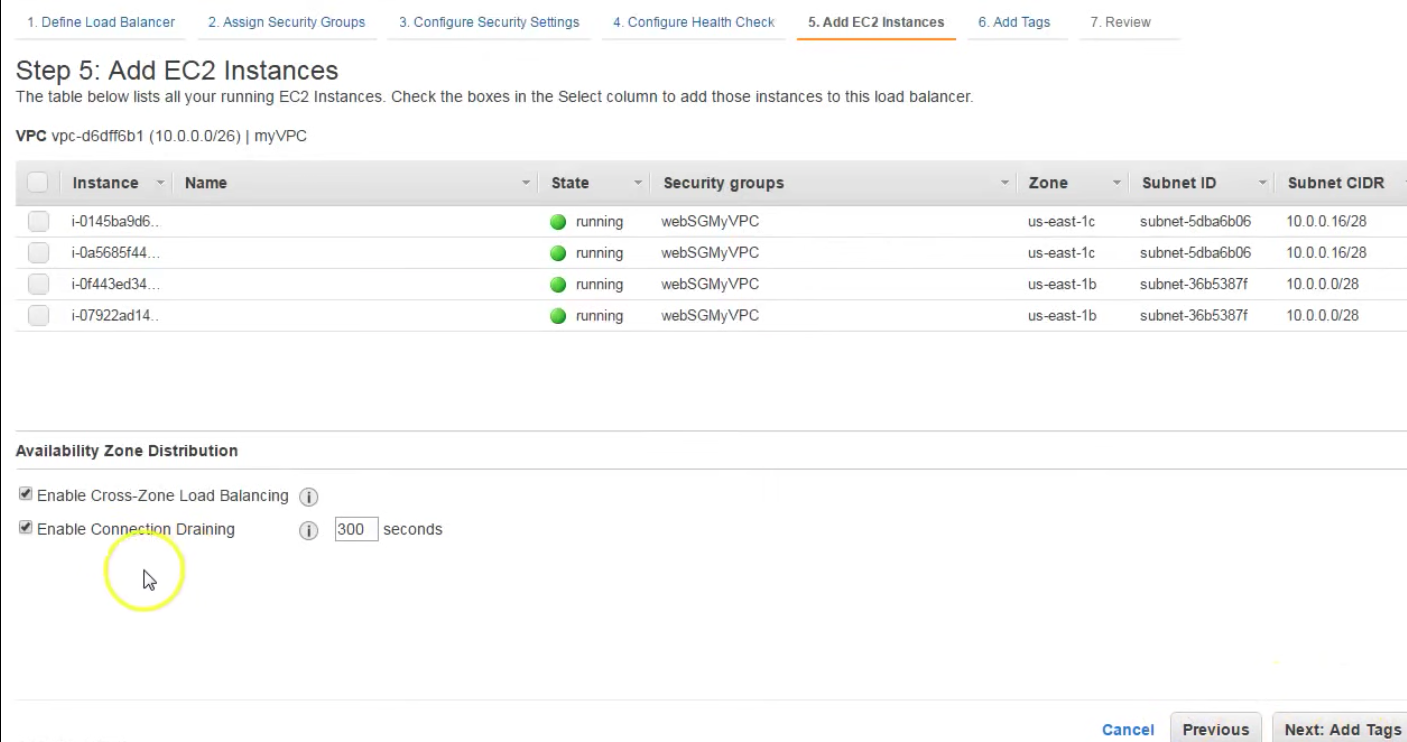 1. Define Load Balancer 2. Assign Security Groups 3. Configure Security Settings 4. Configure Health Check 5. Add EC2 Instances 6. Add Tags 7. Review
Step 5: Add EC2 Instances
The table below lists all your running EC2 Instances. Check the boxes in the Select column to add those instances to this load balancer.
VPC vpc-d6dff6b1 (10.0.0.0/26) | myVPC
Instance Name State Security groups Zone Subnet ID Subnet CIDR
i-0145ba9d6... running webSGMyVPC us-east-1c subnet-5dba6b06 10.0.0.16/28
i-0a5685f44... running webSGMyVPC us-east-1c subnet-5dba6b06 10.0.0.16/28
i-0f443ed34... running webSGMyVPC us-east-1b subnet-36b5387f 10.0.0.0/28
i-07922ad14... running webSGMyVPC us-east-1b subnet-36b5387f 10.0.0.0/28
Availability Zone Distribution
Enable Cross-Zone Load Balancing i
Enable Connection Draining i 300 seconds
Cancel Previous Next: Add Tags